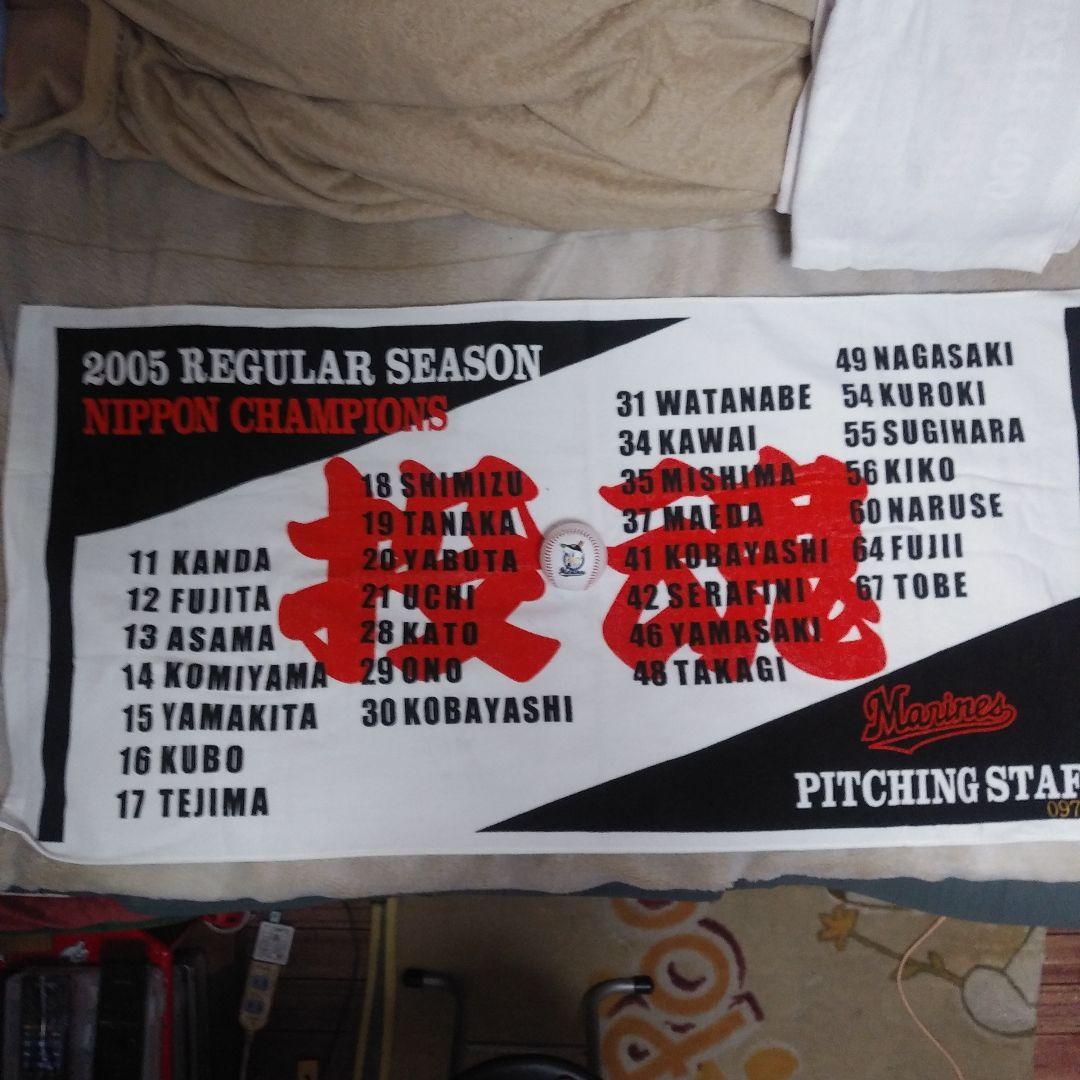 2005 REGULAR SEASON
NIPPON CHAMPIONS
投魂
11 KANDA
12 FUJITA
13 ASAMA
14 KOMIYAMA
15 YAMAKITA
16 KUBO
17 TEJIMA
18 SHIMIZU
19 TANAKA
20 YABUTA
21 UCHI
28 KATO
29 ONO
30 KOBAYASHI
31 WATANABE
34 KAWAI
35 MISHIMA
37 MAEDA
41 KOBAYASHI
42 SERAFINI
46 YAMASAKI
48 TAKAGI
49 NAGASAKI
54 KUROKI
55 SUGIHARA
56 KIKO
60 NARUSE
64 FUJII
67 TOBE
Marines
PITCHING STAF
097